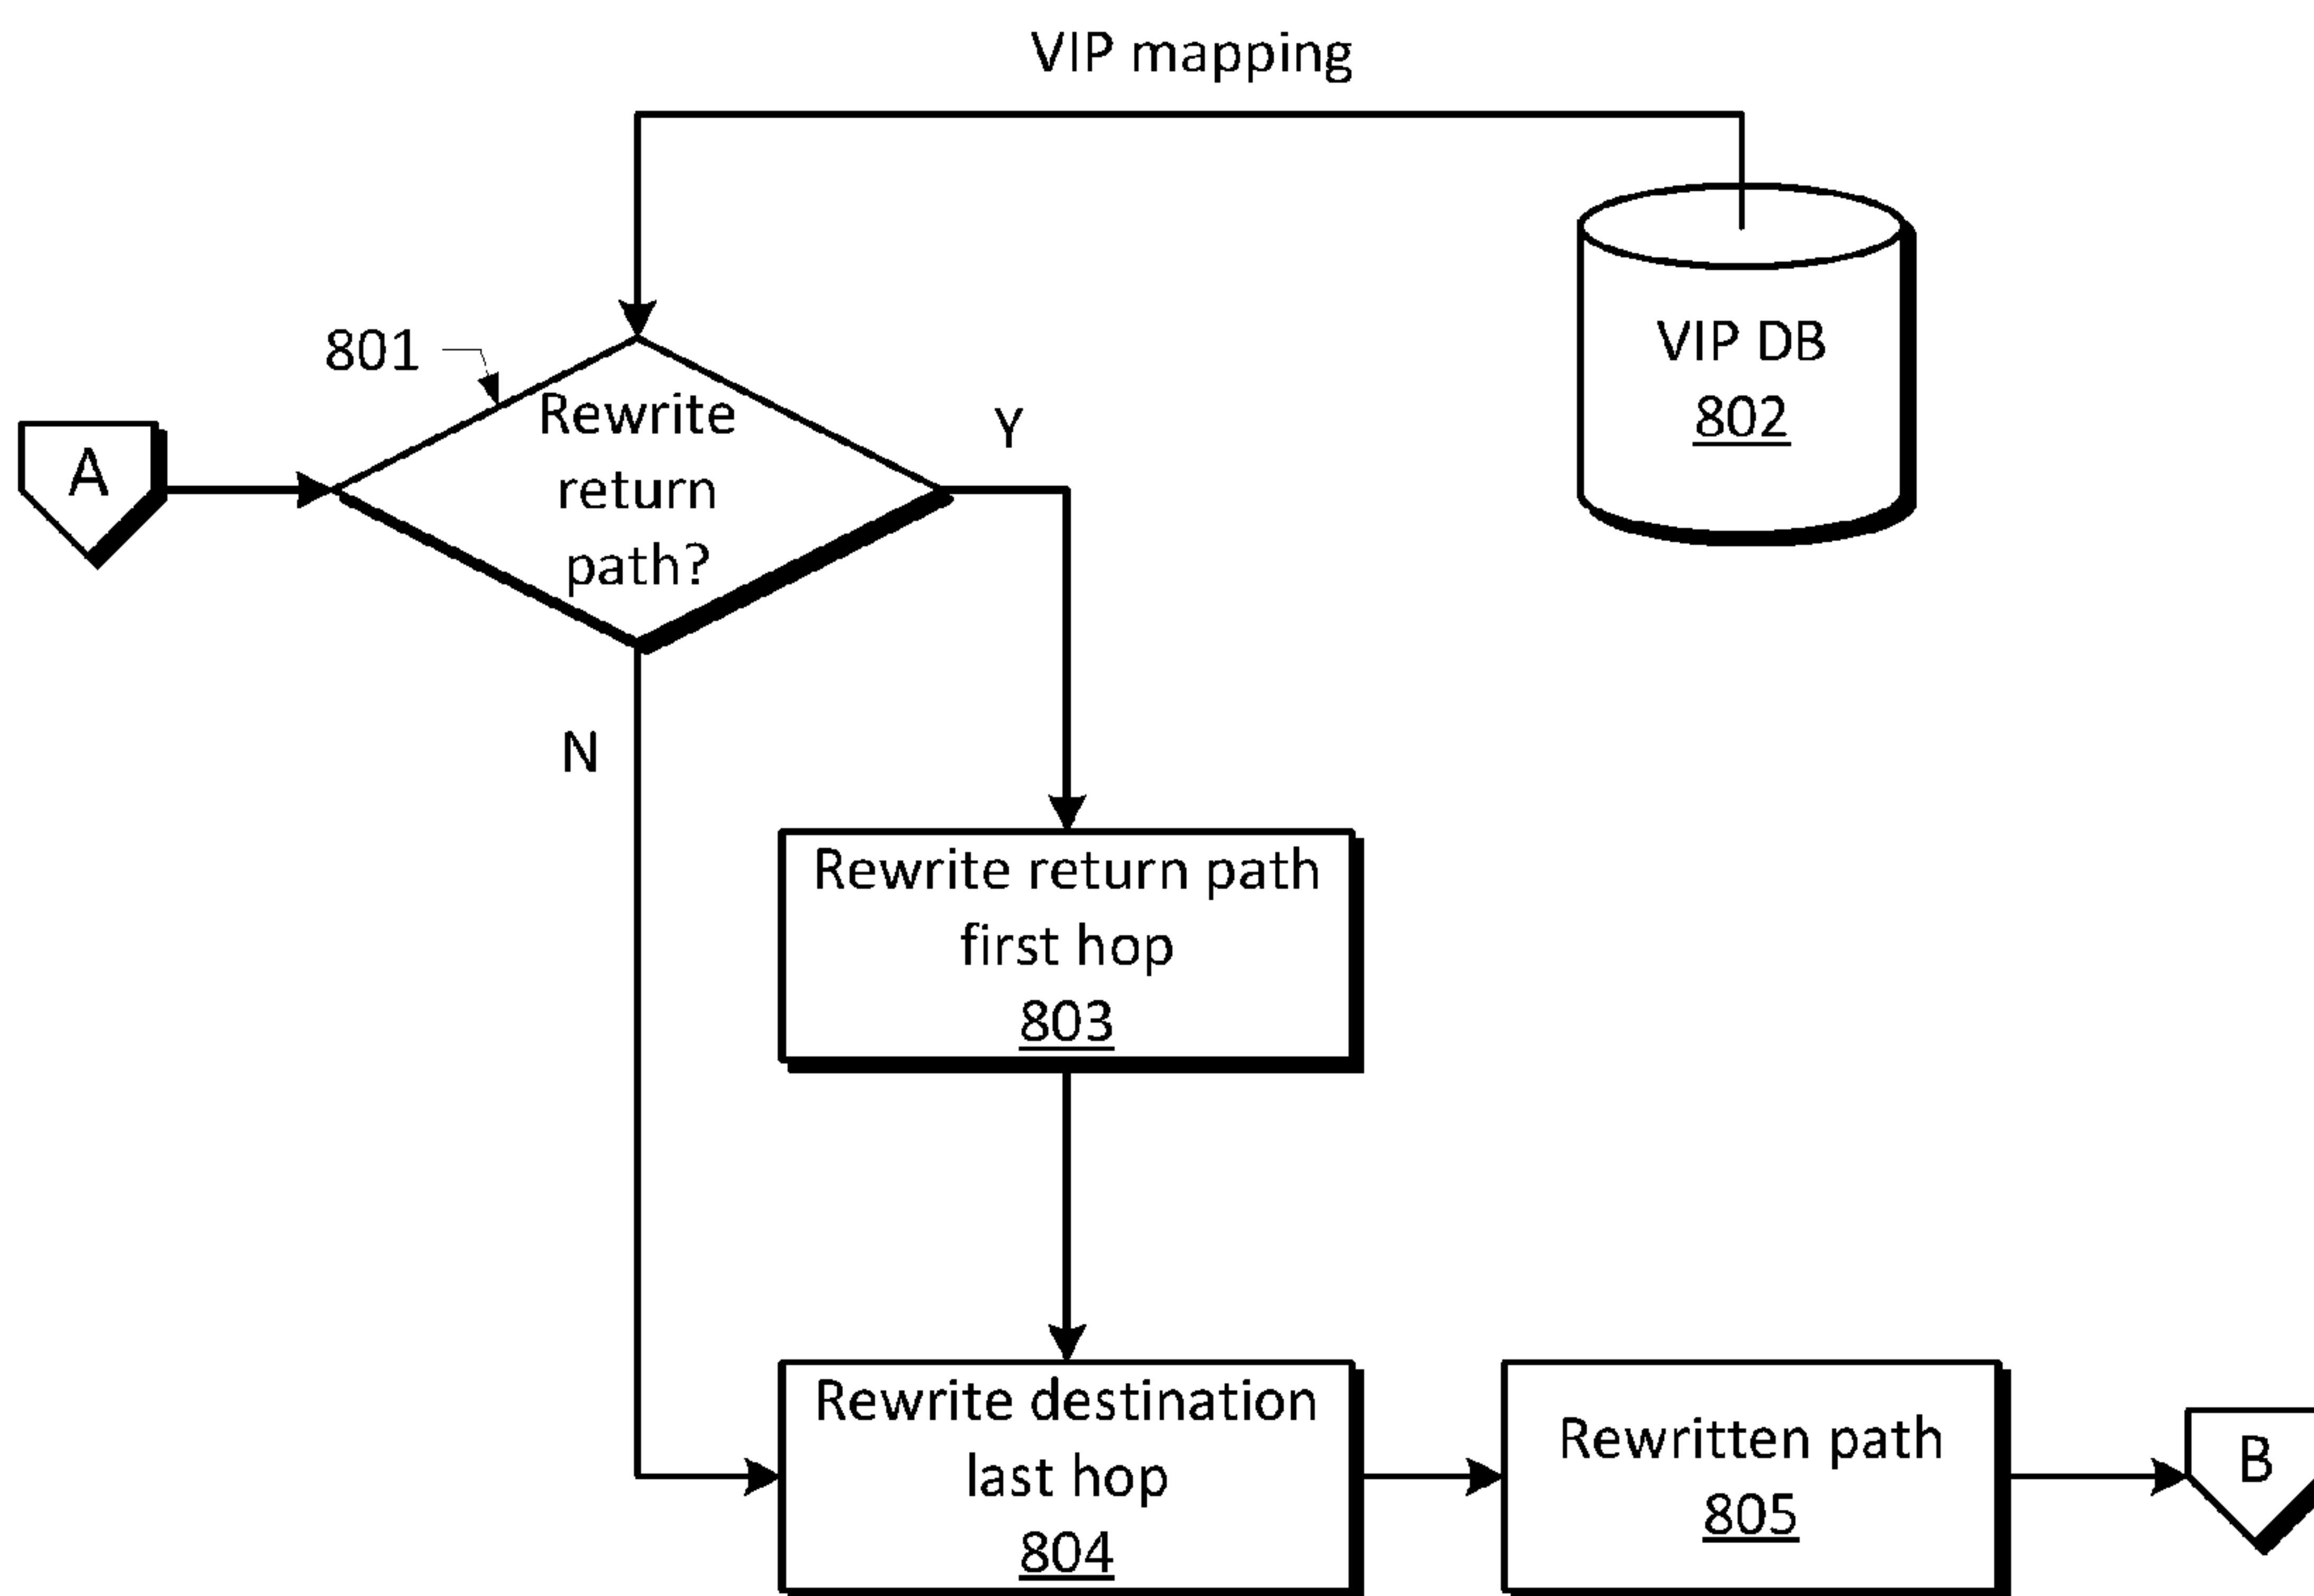 VIP mapping
801
Rewrite
return
path?
Y
VIP DB
802
A
N
Rewrite return path
first hop
803
Rewrite destination
last hop
804
Rewritten path
805
B